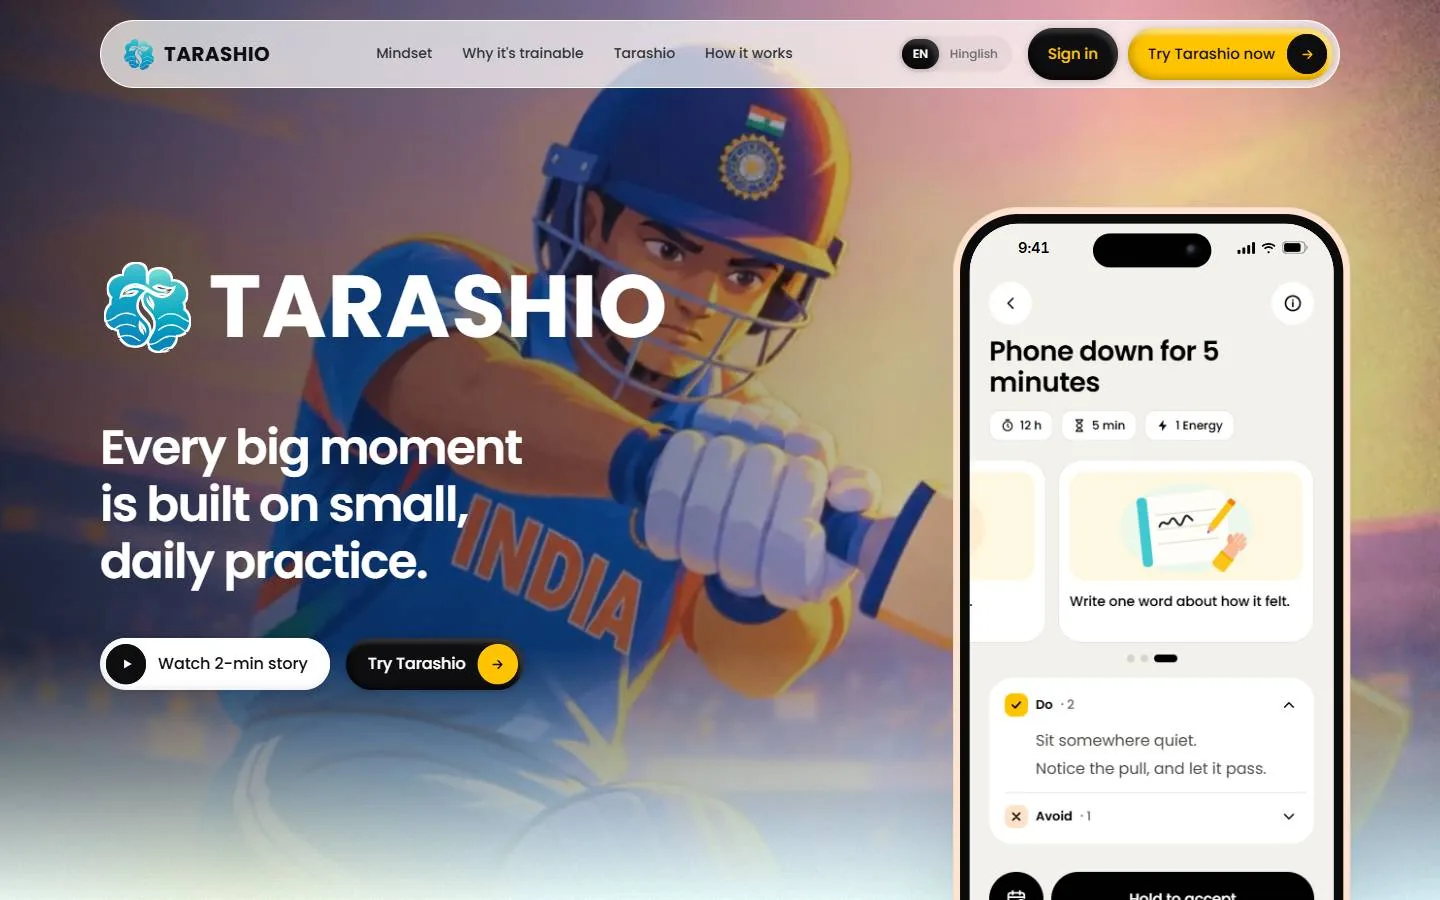 TARASHIO
Mindset
Why it's trainable
Tarashio
How it works
EN
Hinglish
Sign in
Try Tarashio now
TARASHIO
Every big moment
is built on small,
daily practice.
Watch 2-min story
Try Tarashio
INDIA
9:41
Phone down for 5
minutes
12 h
5 min
1 Energy
.
Write one word about how it felt.
Do · 2
Sit somewhere quiet.
Notice the pull, and let it pass.
Avoid · 1
Hold to accept